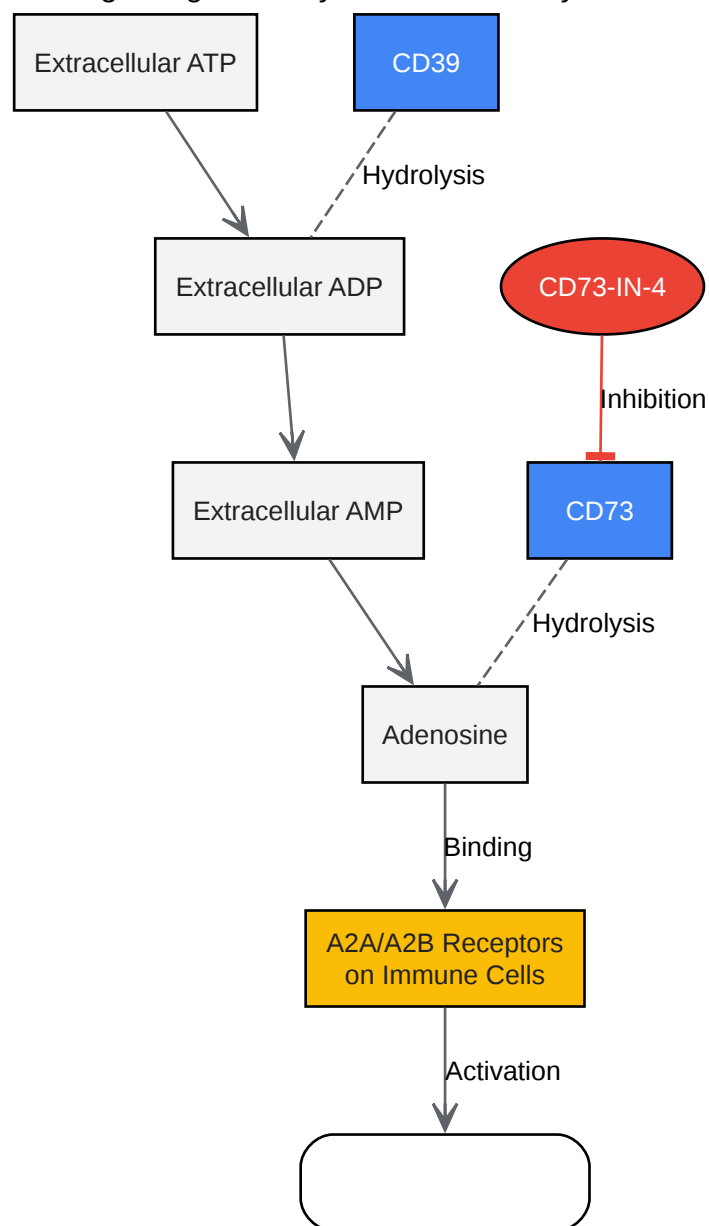 Extracellular ATP
CD39
Hydrolysis
Extracellular ADP
CD73-IN-4
Inhibition
Extracellular AMP
CD73
Hydrolysis
Adenosine
Binding
A2A/A2B Receptors
on Immune Cells
Activation